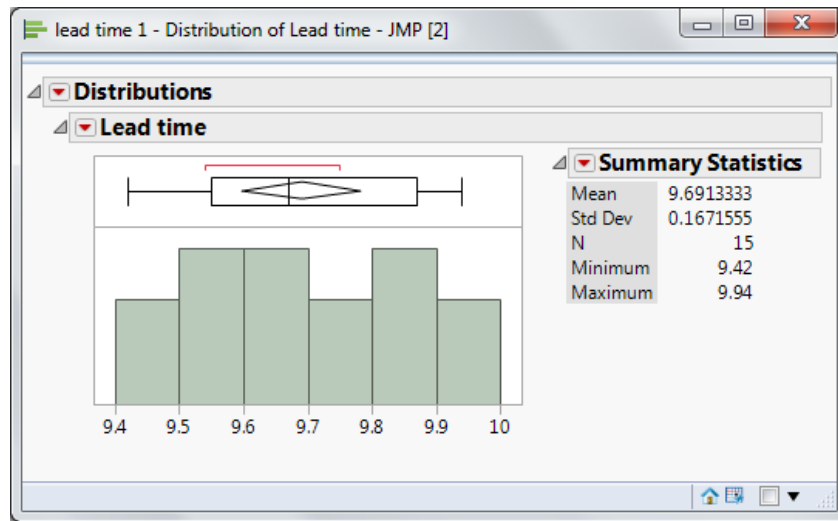 lead time 1 - Distribution of Lead time - JMP [2]
Distributions
Lead time
Summary Statistics
Mean 9.6913333
Std Dev 0.1671555
N 15
Minimum 9.42
Maximum 9.94
9.4 9.5 9.6 9.7 9.8 9.9 10